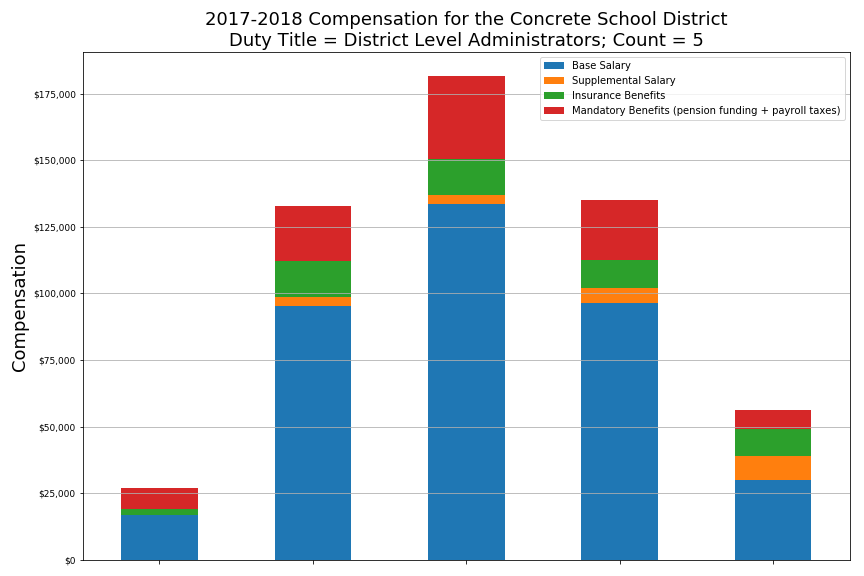 2017-2018 Compensation for the Concrete School District
Duty Title = District Level Administrators; Count = 5
Base Salary
Supplemental Salary
Insurance Benefits
Mandatory Benefits (pension funding + payroll taxes)
Compensation
$175,000
$150,000
$125,000
$100,000
$75,000
$50,000
$25,000
$0